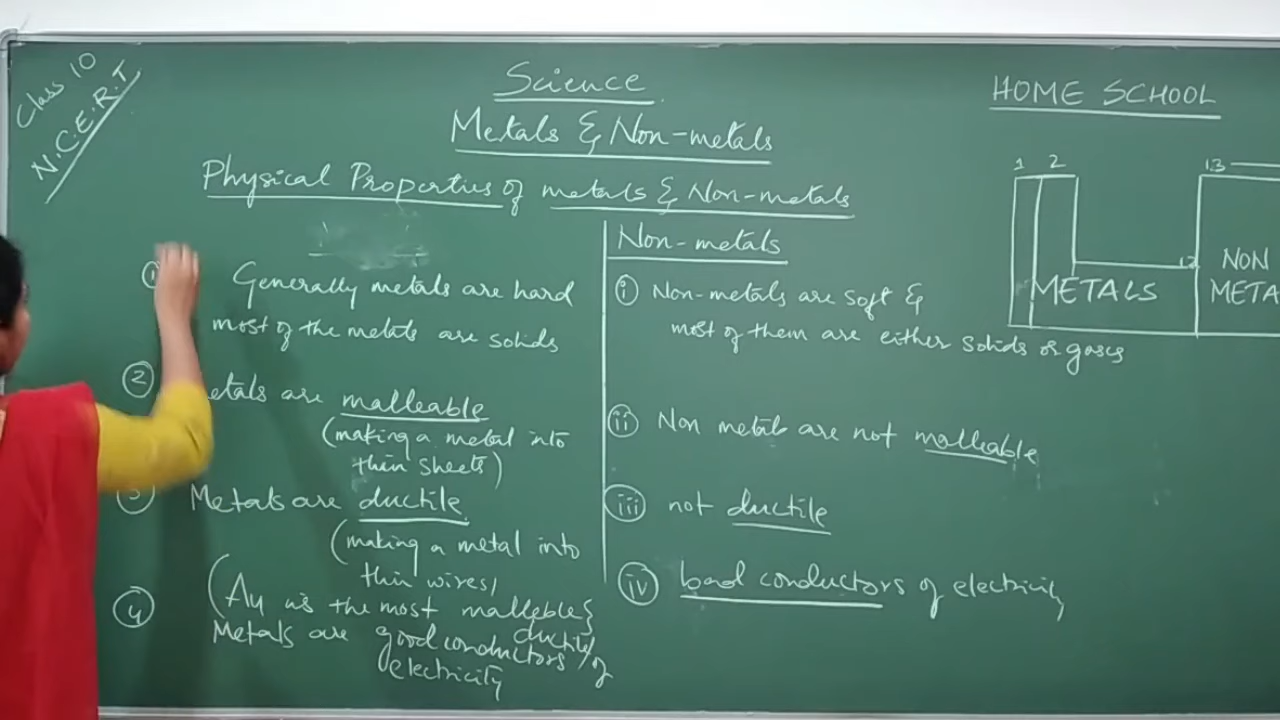 Class 10
N.C.E.R.T
Science
Metals & Non-metals
Physical Properties of metals & Non-metals
① Generally metals are hard
most of the metals are solids
② etals are malleable
(making a metal into
thin sheets)
3 Metals are ductile
(making a metal into
thin wires,
(Au is the most malleble &
ductile)
④ Metals are good conductors of
electricity
Non-metals
ⓘ Non-metals are soft &
most of them are either solids or gases
ii Non metals are not malleable
iii not ductile
iv bad conductors of electricity
HOME SCHOOL
1 2 13
12
METALS
NON
META